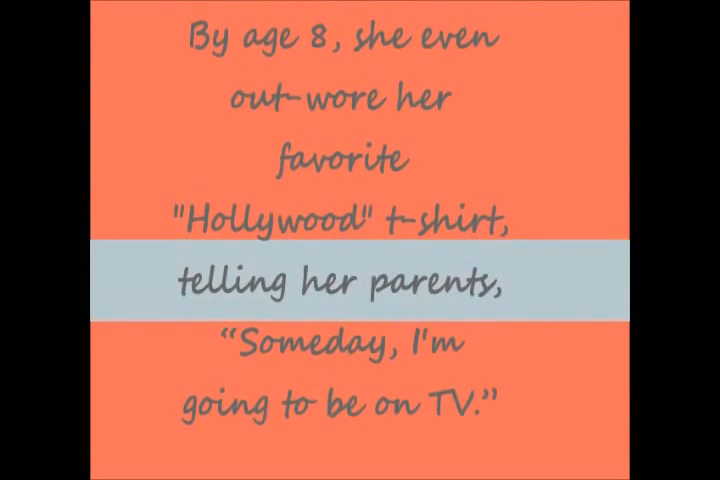 By age 8, she even
out-wore her
favorite
"Hollywood" t-shirt,
telling her parents,
“Someday, I'm
going to be on TV.”